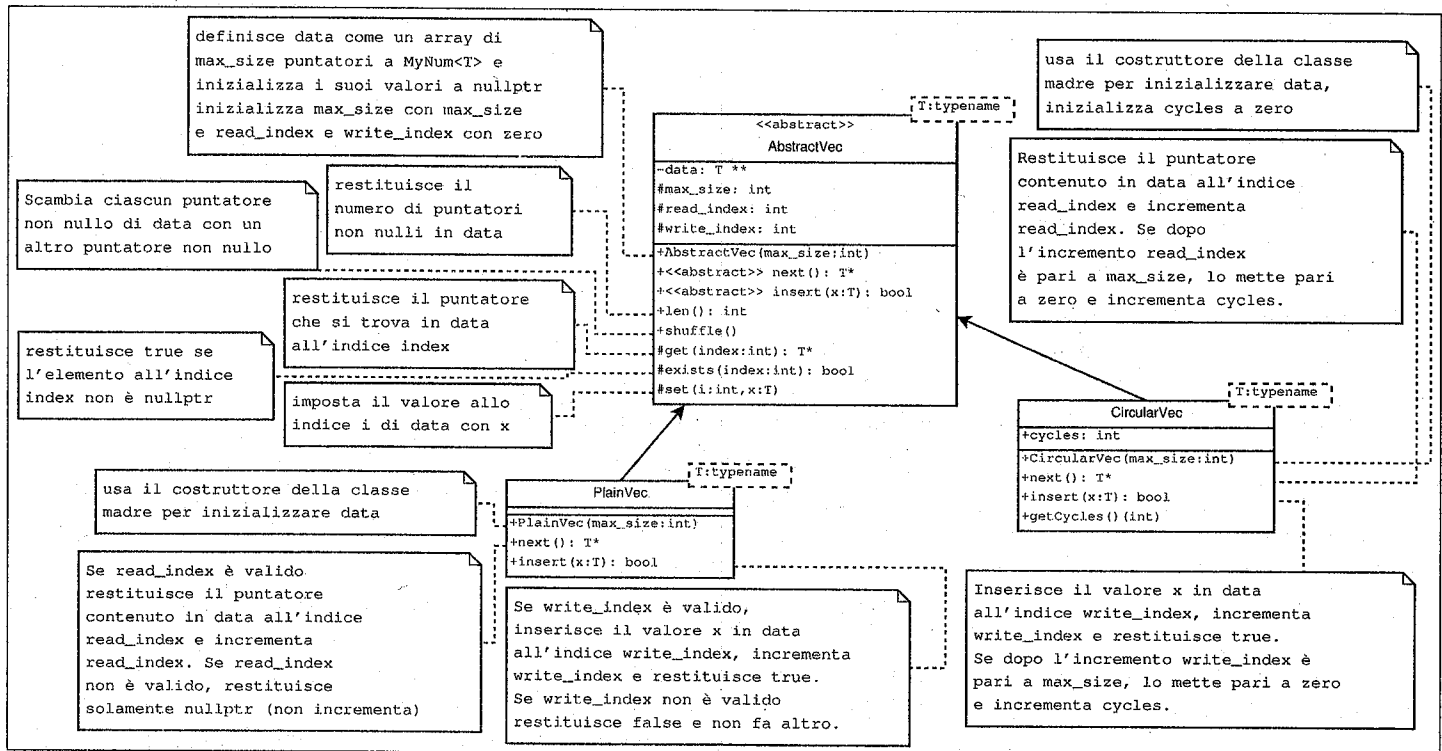 definisce data come un array di
max_size puntatori a MyNum<T> e
inizializza i suoi valori a nullptr
inizializza max_size con max_size
e read_index e write_index con zero
usa il costruttore della classe
madre per inizializzare data,
inizializza cycles a zero
T:typename
<<abstract>>
AbstractVec
-data: T **
#max_size: int
#read_index: int
#write_index: int
+AbstractVec(max_size:int)
+<<abstract>> next(): T*
+<<abstract>> insert(x:T): bool
+len(): int
+shuffle()
#get(index:int): T*
#exists(index:int): bool
#set(i:int,x:T)
Restituisce il puntatore
contenuto in data all'indice
read_index e incrementa
read_index. Se dopo
l'incremento read_index
è pari a max_size, lo mette pari
a zero e incrementa cycles.
Scambia ciascun puntatore
non nullo di data con un
altro puntatore non nullo
restituisce il
numero di puntatori
non nulli in data
restituisce il puntatore
che si trova in data
all'indice index
restituisce true se
l'elemento all'indice
index non è nullptr
imposta il valore allo
indice i di data con x
T:typename
CircularVec
+cycles: int
+CircularVec(max_size:int)
+next(): T*
+insert(x:T): bool
+getCycles()(int)
usa il costruttore della classe
madre per inizializzare data
T:typename
PlainVec
+PlainVec(max_size:int)
+next(): T*
+insert(x:T): bool
Se read_index è valido
restituisce il puntatore
contenuto in data all'indice
read_index e incrementa
read_index. Se read_index
non è valido, restituisce
solamente nullptr (non incrementa)
Se write_index è valido,
inserisce il valore x in data
all'indice write_index, incrementa
write_index e restituisce true.
Se write_index non è valido
restituisce false e non fa altro.
Inserisce il valore x in data
all'indice write_index, incrementa
write_index e restituisce true.
Se dopo l'incremento write_index è
pari a max_size, lo mette pari a zero
e incrementa cycles.